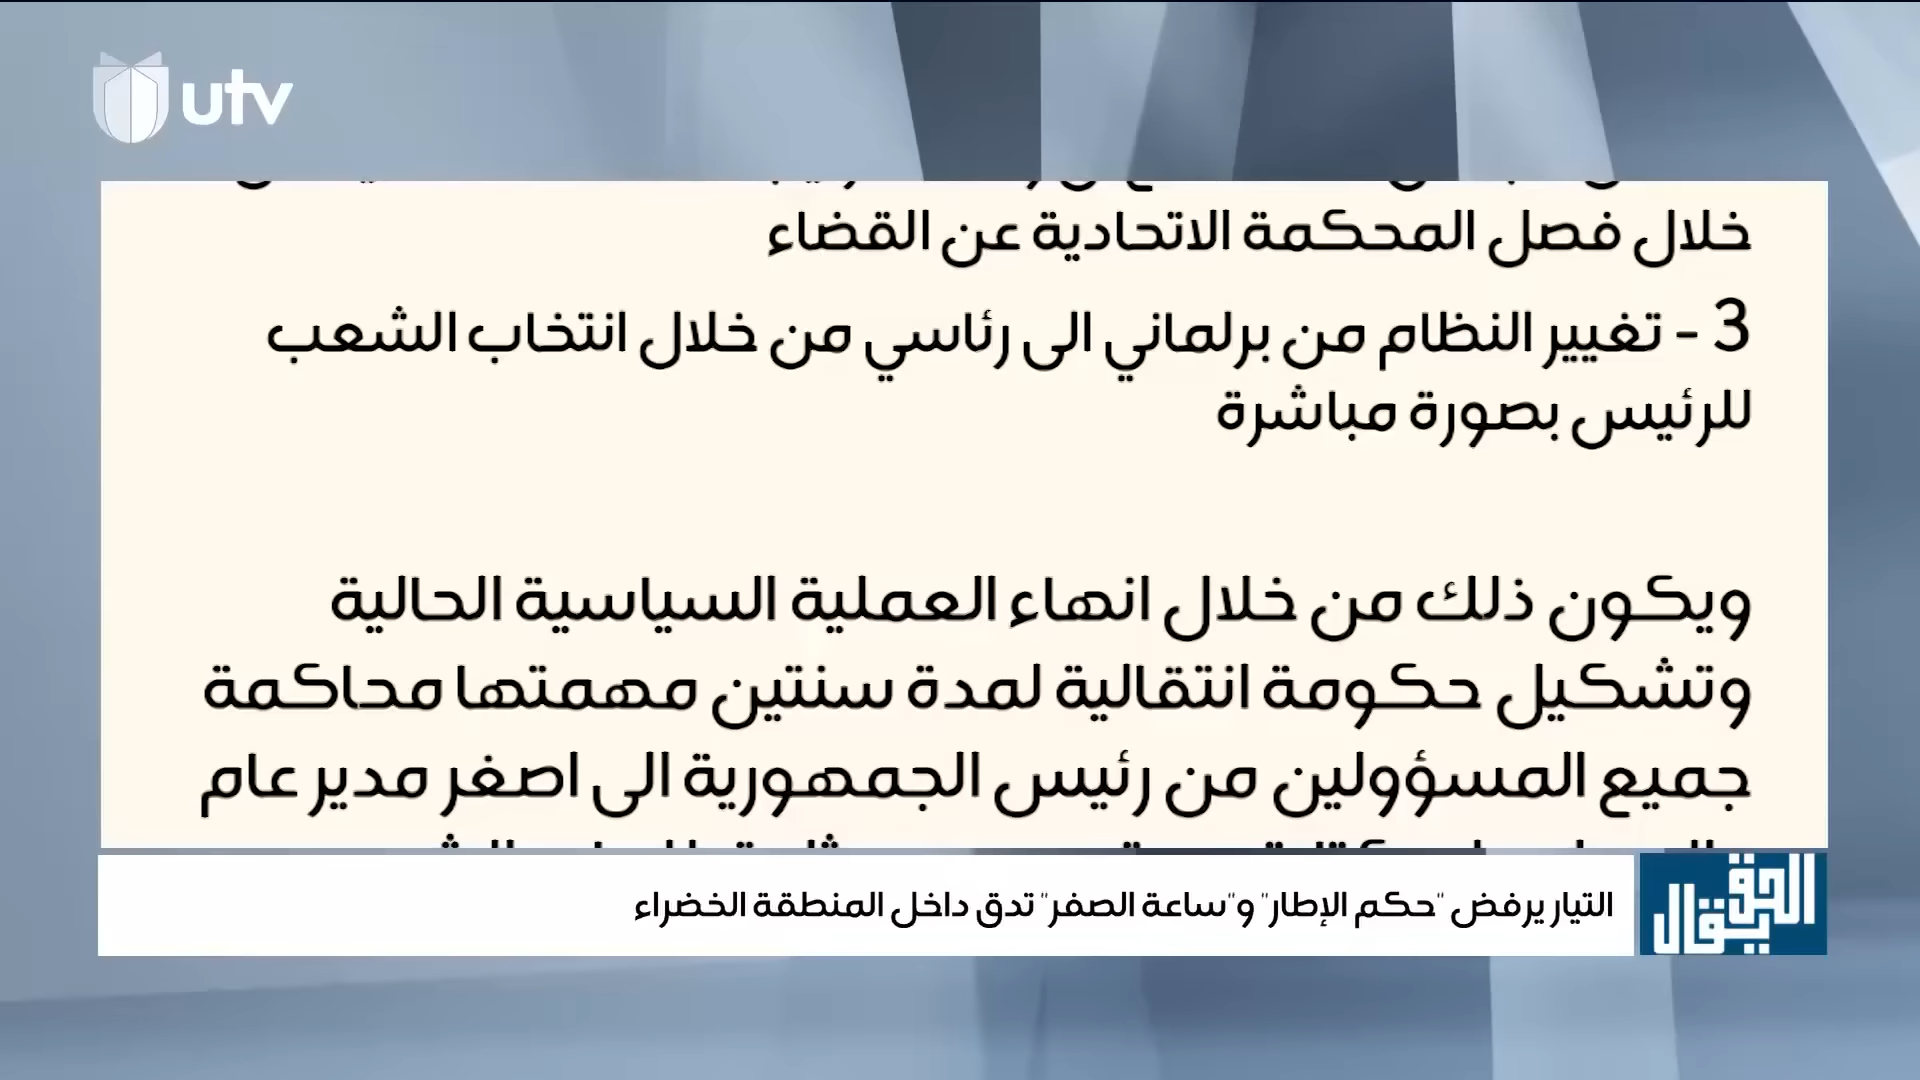 utv
خلال فصل المحكمة الاتحادية عن القضاء
3 - تغيير النظام من برلماني الى رئاسي من خلال انتخاب الشعب
للرئيس بصورة مباشرة
ويكون ذلك من خلال انهاء العملية السياسية الحالية
وتشكيل حكومة انتقالية لمدة سنتين مهمتها محاكمة
جميع المسؤولين من رئيس الجمهورية الى اصغر مدير عام
التيار يرفض "حكم الإطار" و"ساعة الصفر" تدق داخل المنطقة الخضراء
الحق
يقال